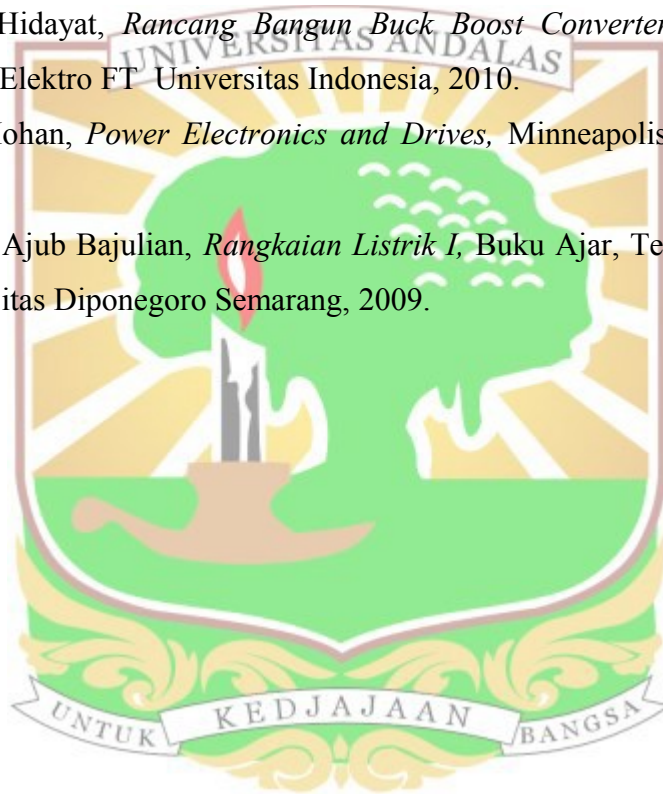 Hidayat, Rancang Bangun Buck Boost Converter
UNIVERSITAS ANDALAS
Elektro FT Universitas Indonesia, 2010.
Mohan, Power Electronics and Drives, Minneapolis
Ajub Bajulian, Rangkaian Listrik I, Buku Ajar, Te
itas Diponegoro Semarang, 2009.
UNTUK KEDJAJAAN BANGSA